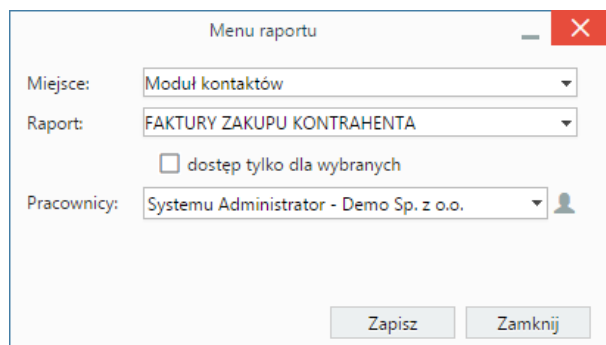 Menu raportu
Miejsce: Moduł kontaktów
Raport: FAKTURY ZAKUPU KONTRAHENTA
dostęp tylko dla wybranych
Pracownicy: Systemu Administrator - Demo Sp. z o.o.
Zapisz Zamknij